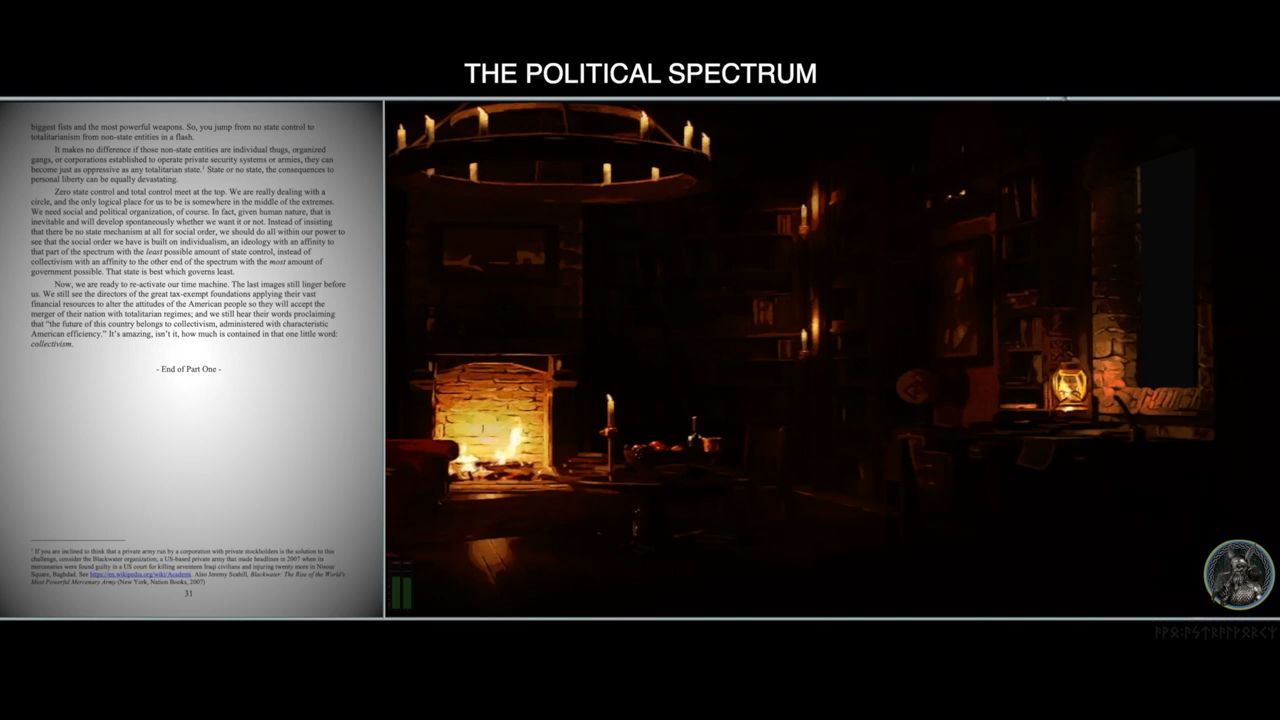 THE POLITICAL SPECTRUM
biggest fists and the most powerful weapons. So, you jump from no state control to
totalitarianism from non-state entities in a flash.
It makes no difference if those non-state entities are individual thugs, organized
gangs, or corporations established to operate private security systems or armies, they can
become just as oppressive as any totalitarian state.¹ State or no state, the consequences to
personal liberty can be equally devastating.
Zero state control and total control meet at the top. We are really dealing with a
circle, and the only logical place for us to be is somewhere in the middle of the extremes.
We need social and political organization, of course. In fact, given human nature, that is
inevitable and will develop spontaneously whether we want it or not. Instead of insisting
that there be no state mechanism at all for social order, we should do all within our power to
see that the social order we have is built on individualism, an ideology with an affinity to
that part of the spectrum with the least possible amount of state control, instead of
collectivism with an affinity to the other end of the spectrum with the most amount of
government possible. That state is best which governs least.
Now, we are ready to re-activate our time machine. The last images still linger before
us. We still see the directors of the great tax-exempt foundations applying their vast
financial resources to alter the attitudes of the American people so they will accept the
merger of their nation with totalitarian regimes; and we still hear their words proclaiming
that “the future of this country belongs to collectivism, administered with characteristic
American efficiency.” It’s amazing, isn’t it, how much is contained in that one little word:
collectivism.
- End of Part One -
¹ If you are inclined to think that a private army run by a corporation with private stockholders is the solution to this
challenge, consider the Blackwater organization, a US-based private army that made headlines in 2007 when its
mercenaries were found guilty in a US court for killing seventeen Iraqi civilians and injuring twenty more in Nisour
Square, Baghdad. See https://en.wikipedia.org/wiki/Academi. Also Jeremy Scahill, Blackwater: The Rise of the World's
Most Powerful Mercenary Army (New York, Nation Books, 2007)
31